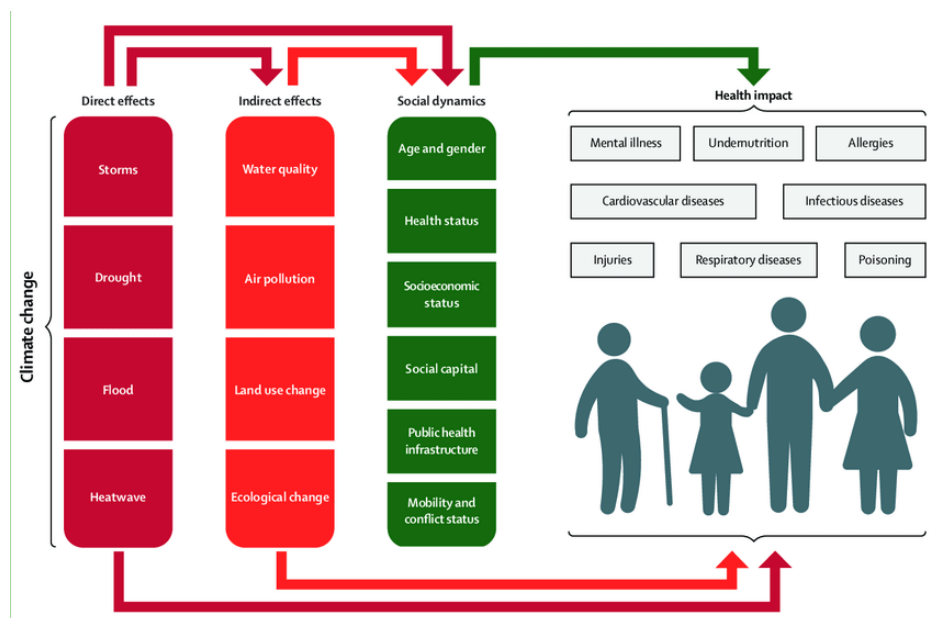 Direct effects
Indirect effects
Social dynamics
Health impact
Climate change
Storms
Drought
Flood
Heatwave
Water quality
Air pollution
Land use change
Ecological change
Age and gender
Health status
Socioeconomic
status
Social capital
Public health
infrastructure
Mobility and
conflict status
Mental illness
Undernutrition
Allergies
Cardiovascular diseases
Infectious diseases
Injuries
Respiratory diseases
Poisoning